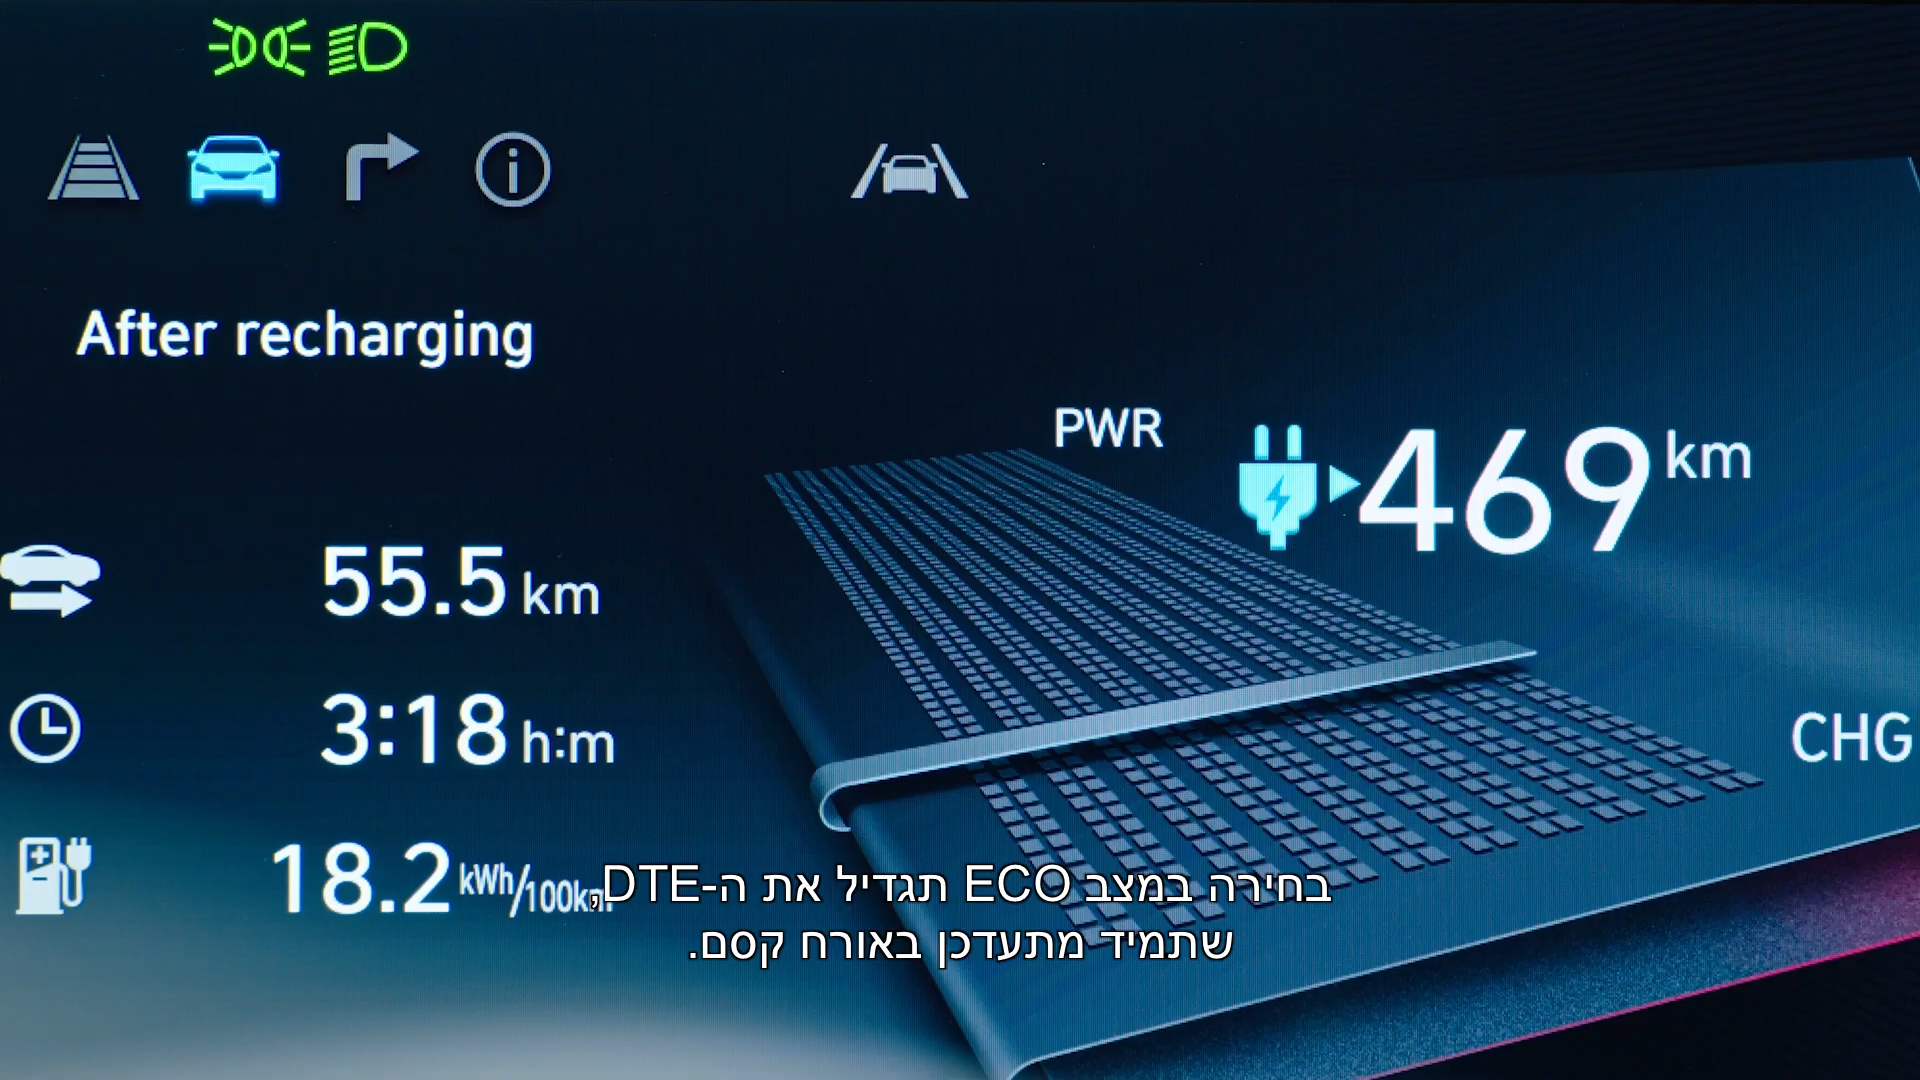 After recharging
PWR
469 km
55.5 km
3:18 h:m
CHG
18.2 kWh/100km
בחירה במצב ECO תגדיל את ה-DTE,
שתמיד מתעדכן באורח קסם.